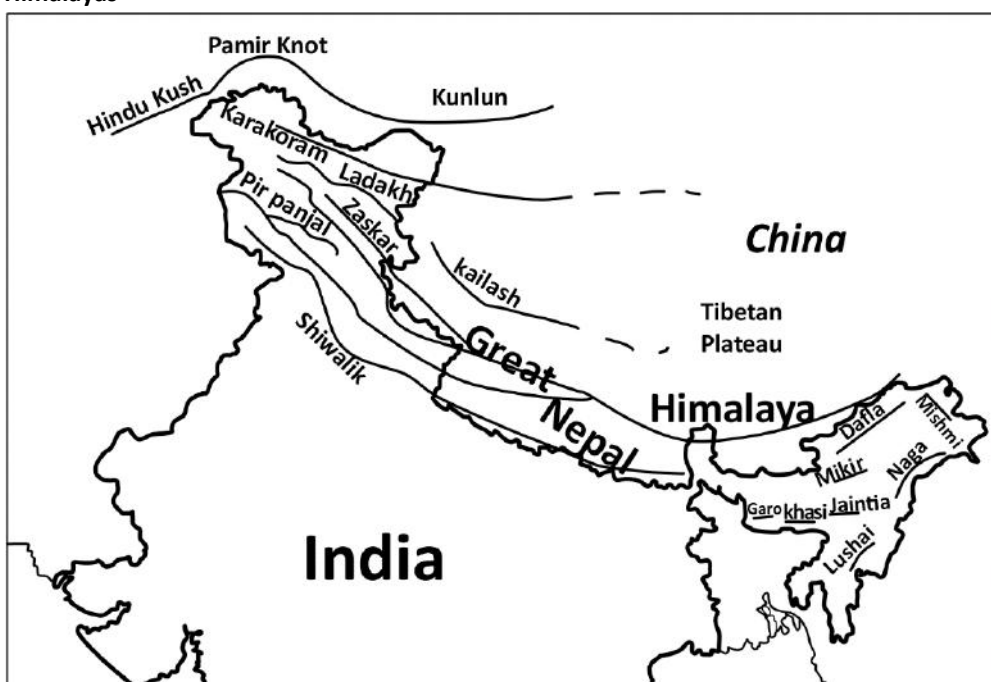 Himalayas
Pamir Knot
Hindu Kush
Kunlun
Karakoram
Ladakh
Zaskar
Pir panjal
China
kailash
Tibetan
Plateau
Shiwalik
Great
Himalaya
Nepal
Dafla
Mishmi
Mikir
Naga
Garo
khasi
Jaintia
Lushai
India